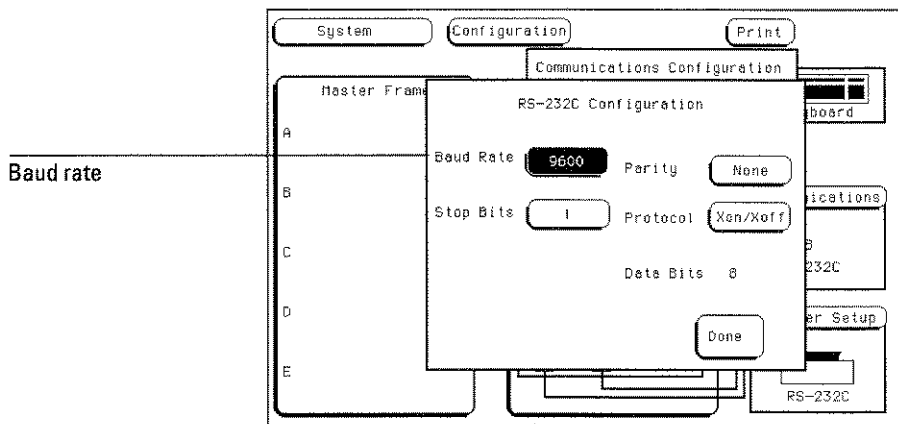 System Configuration Print
Communications Configuration
Master Frame
RS-232C Configuration
board
A
Baud rate
Baud Rate 9600 Parity None
B
Stop Bits 1 Protocol Xon/Xoff
ications
C
232C
Data Bits 8
D
er Setup
Done
E
RS-232C